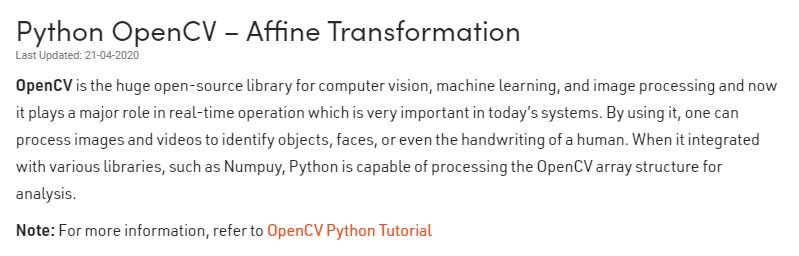 Python OpenCV – Affine Transformation
Last Updated: 21-04-2020
OpenCV is the huge open-source library for computer vision, machine learning, and image processing and now
it plays a major role in real-time operation which is very important in today’s systems. By using it, one can
process images and videos to identify objects, faces, or even the handwriting of a human. When it integrated
with various libraries, such as Numpuy, Python is capable of processing the OpenCV array structure for
analysis.
Note: For more information, refer to OpenCV Python Tutorial